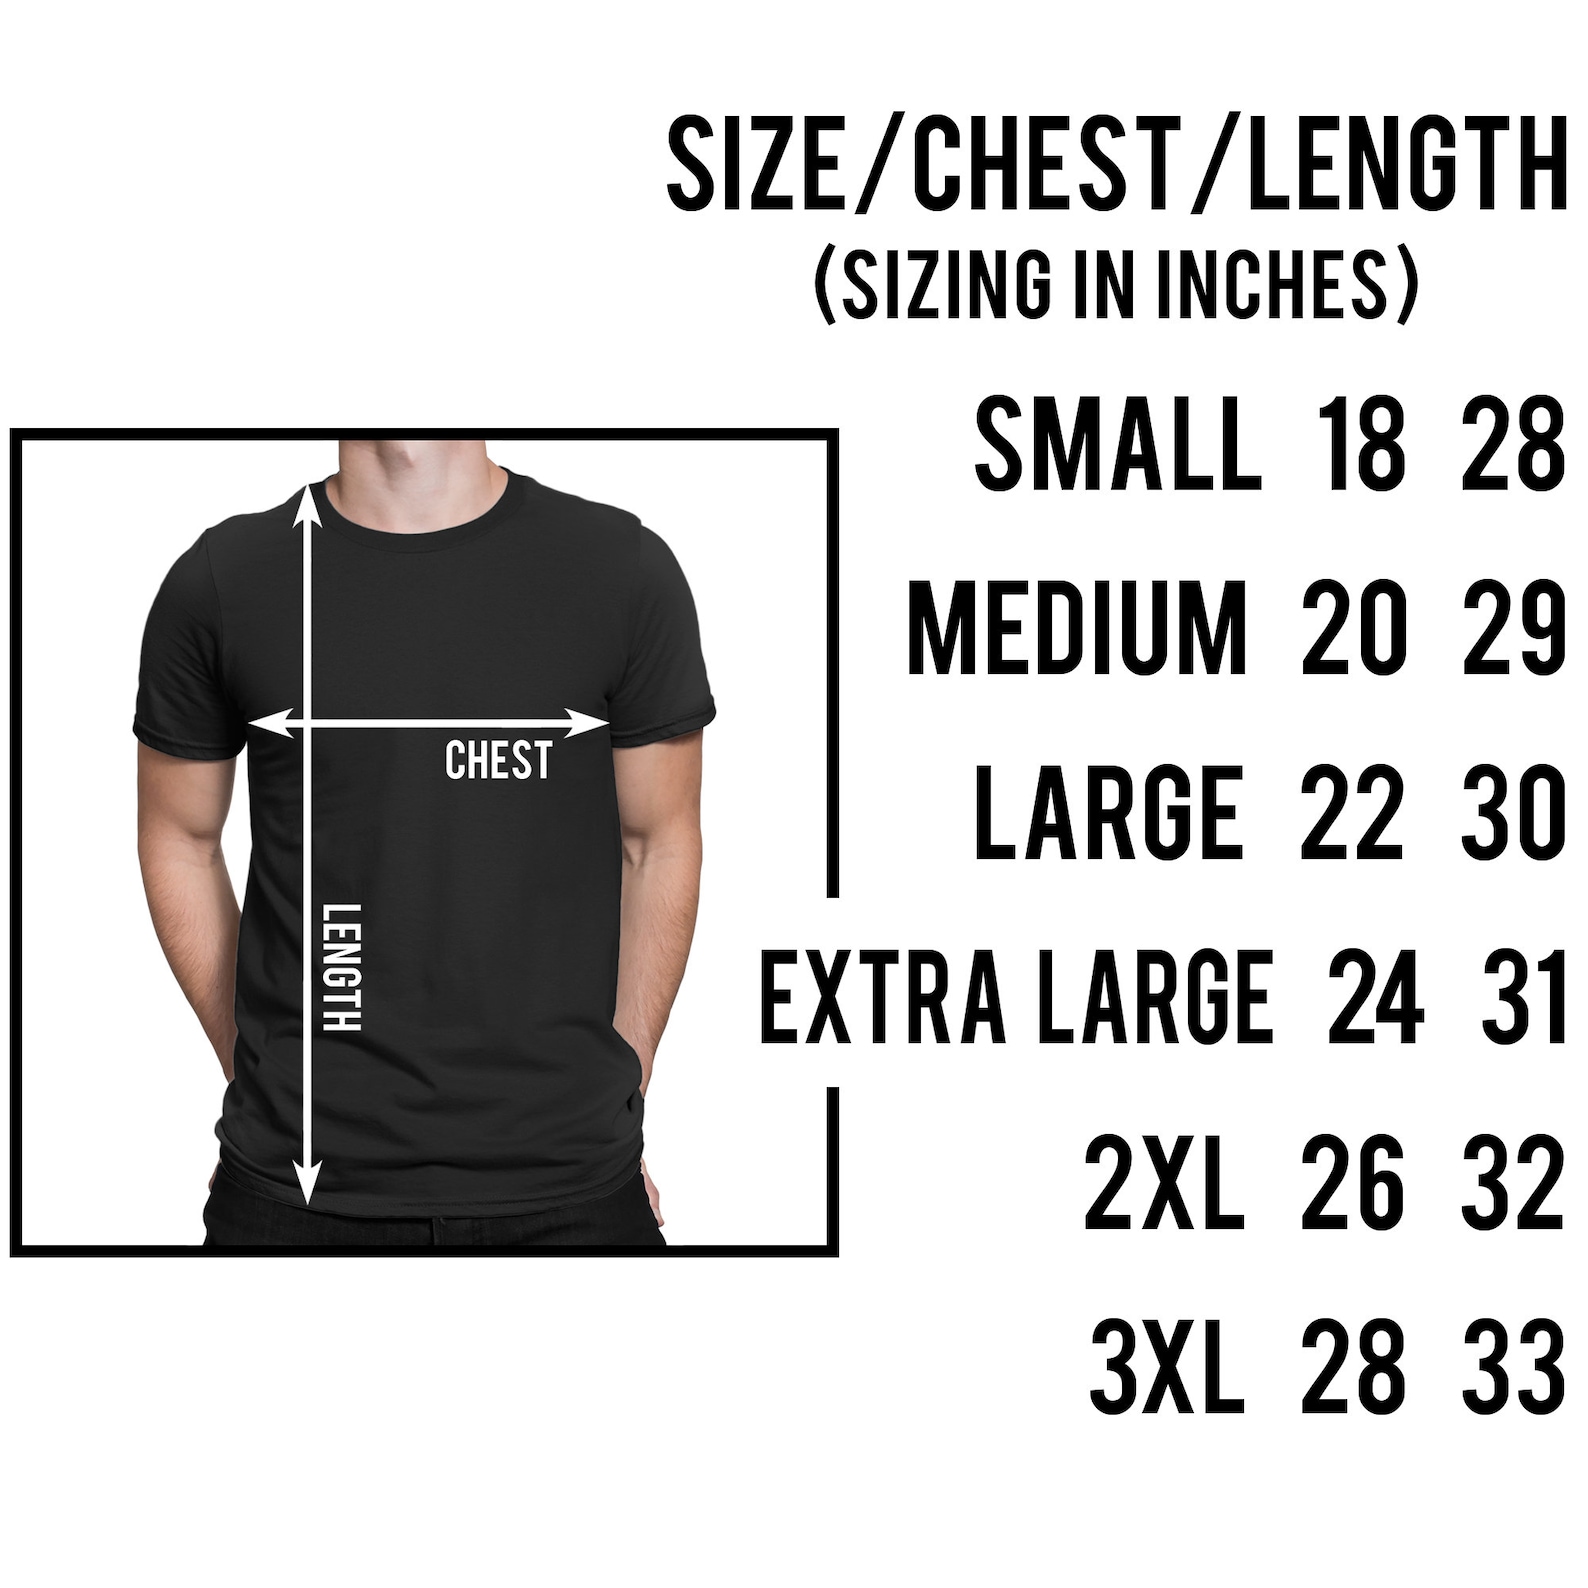 SIZE/CHEST/LENGTH
(SIZING IN INCHES)
SMALL 18 28
MEDIUM 20 29
LARGE 22 30
EXTRA LARGE 24 31
2XL 26 32
3XL 28 33
CHEST
LENGTH